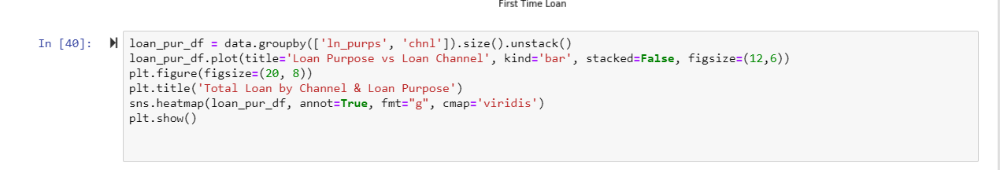 First Time Loan
In [40]:
loan_pur_df = data.groupby(['ln_purps', 'chnl']).size().unstack()
loan_pur_df.plot(title='Loan Purpose vs Loan Channel', kind='bar', stacked=False, figsize=(12,6))
plt.figure(figsize=(20, 8))
plt.title('Total Loan by Channel & Loan Purpose')
sns.heatmap(loan_pur_df, annot=True, fmt="g", cmap='viridis')
plt.show()